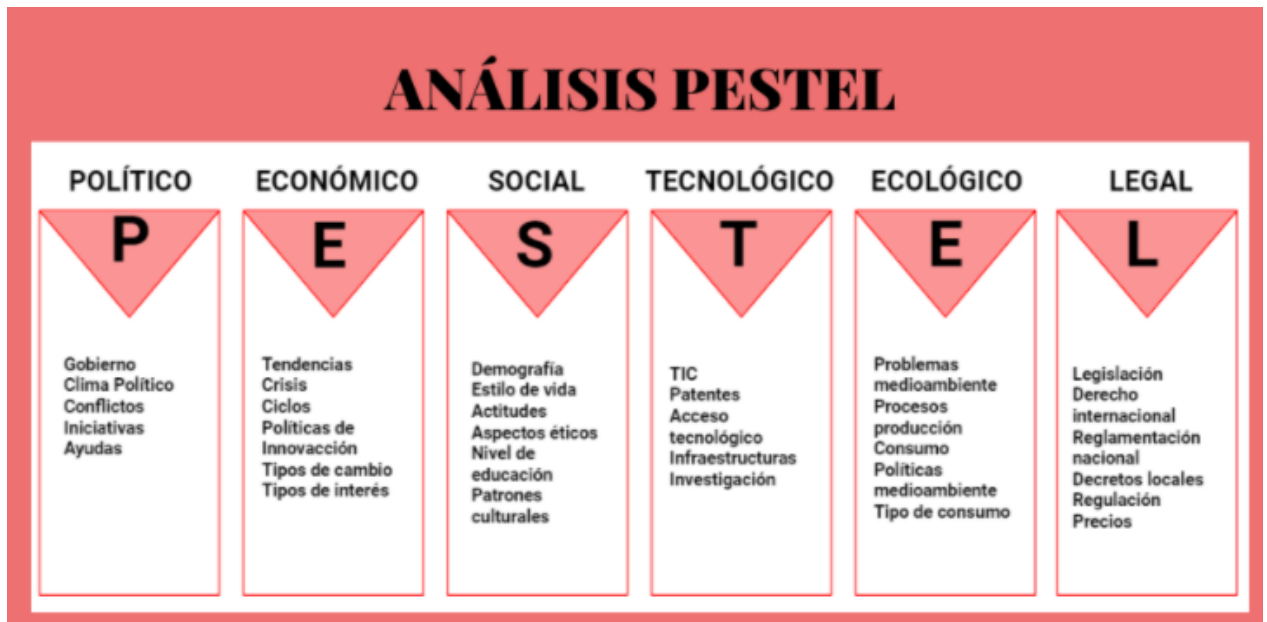 ANÁLISIS PESTEL
POLÍTICO
P
Gobierno
Clima Político
Conflictos
Iniciativas
Ayudas
ECONÓMICO
E
Tendencias
Crisis
Ciclos
Políticas de
Innovacción
Tipos de cambio
Tipos de interés
SOCIAL
S
Demografía
Estilo de vida
Actitudes
Aspectos éticos
Nivel de
educación
Patrones
culturales
TECNOLÓGICO
T
TIC
Patentes
Acceso
tecnológico
Infraestructuras
Investigación
ECOLÓGICO
E
Problemas
medioambiente
Procesos
producción
Consumo
Políticas
medioambiente
Tipo de consumo
LEGAL
L
Legislación
Derecho
internacional
Reglamentación
nacional
Decretos locales
Regulación
Precios